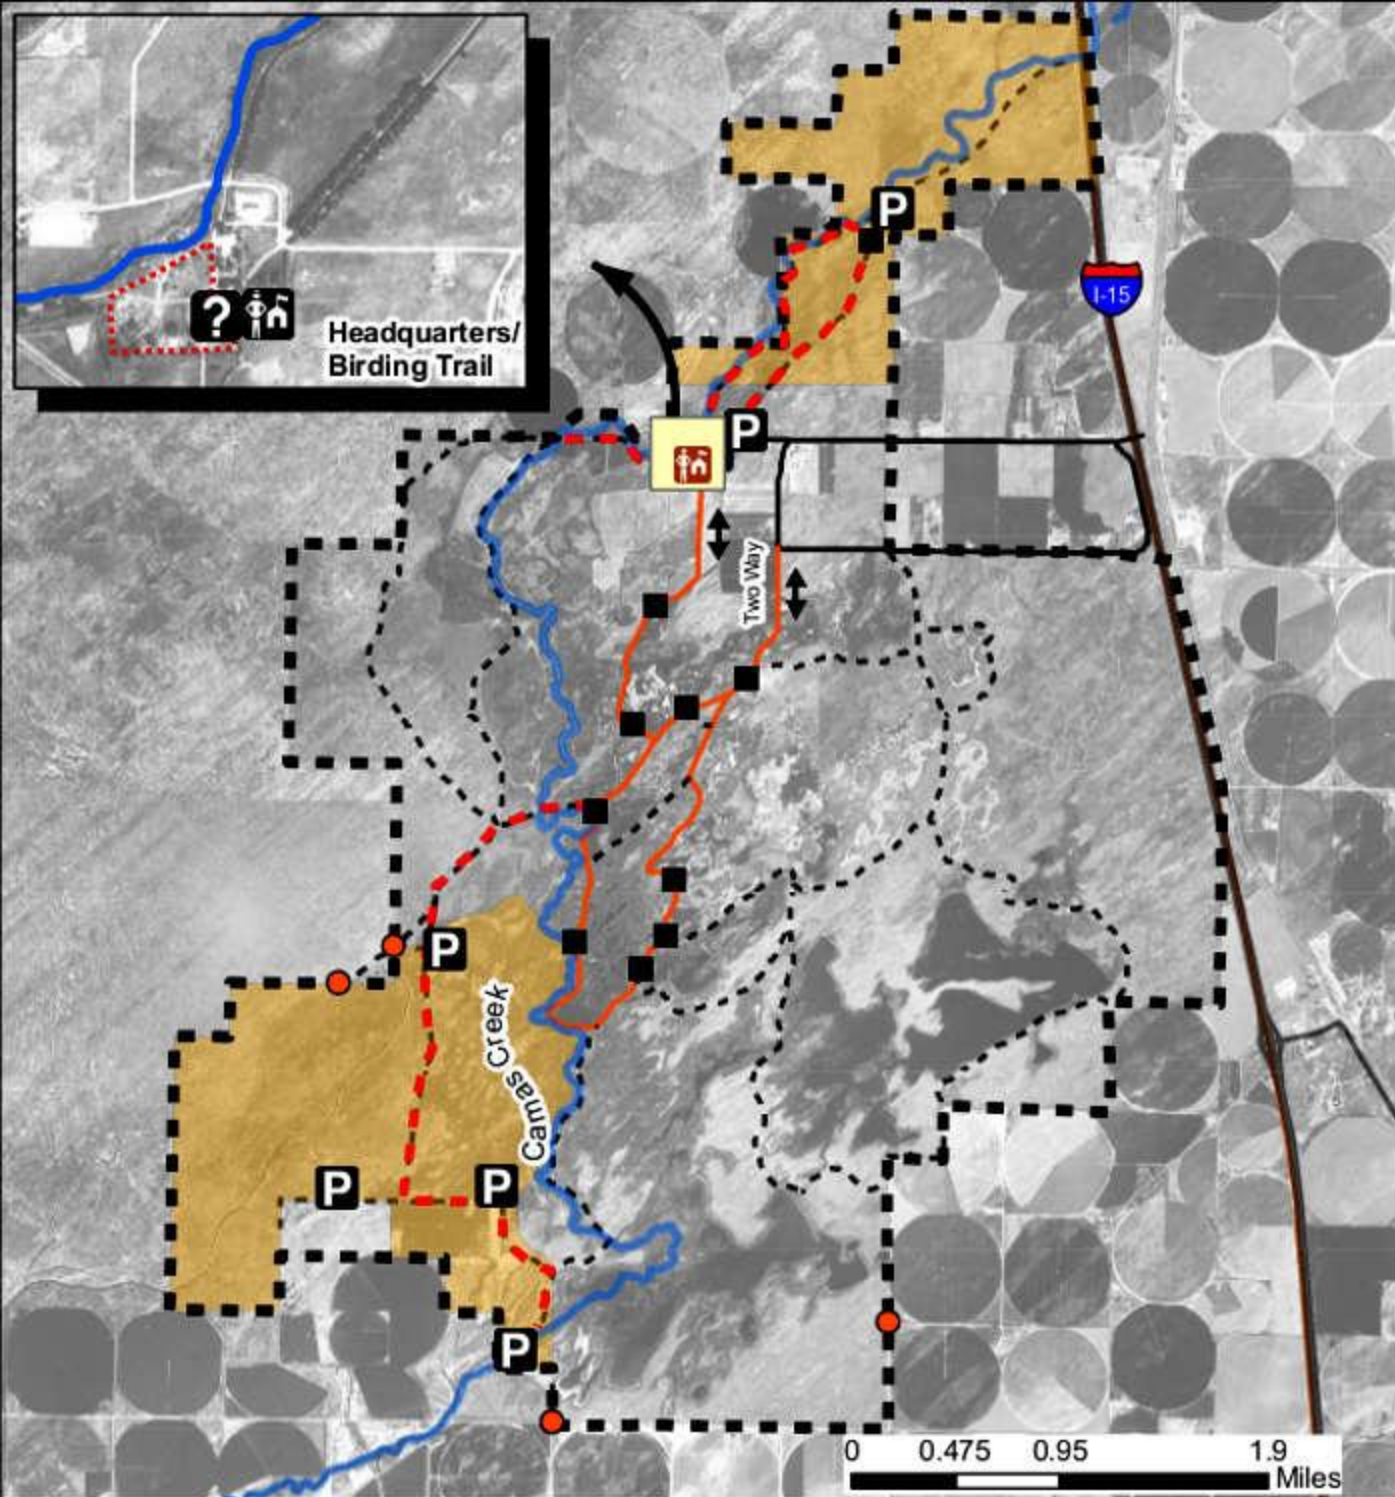 ?
Headquarters/
Birding Trail
P
I-15
P
Two Way
P
Camas Creek
P
P
P
0 0.475 0.95 1.9
Miles